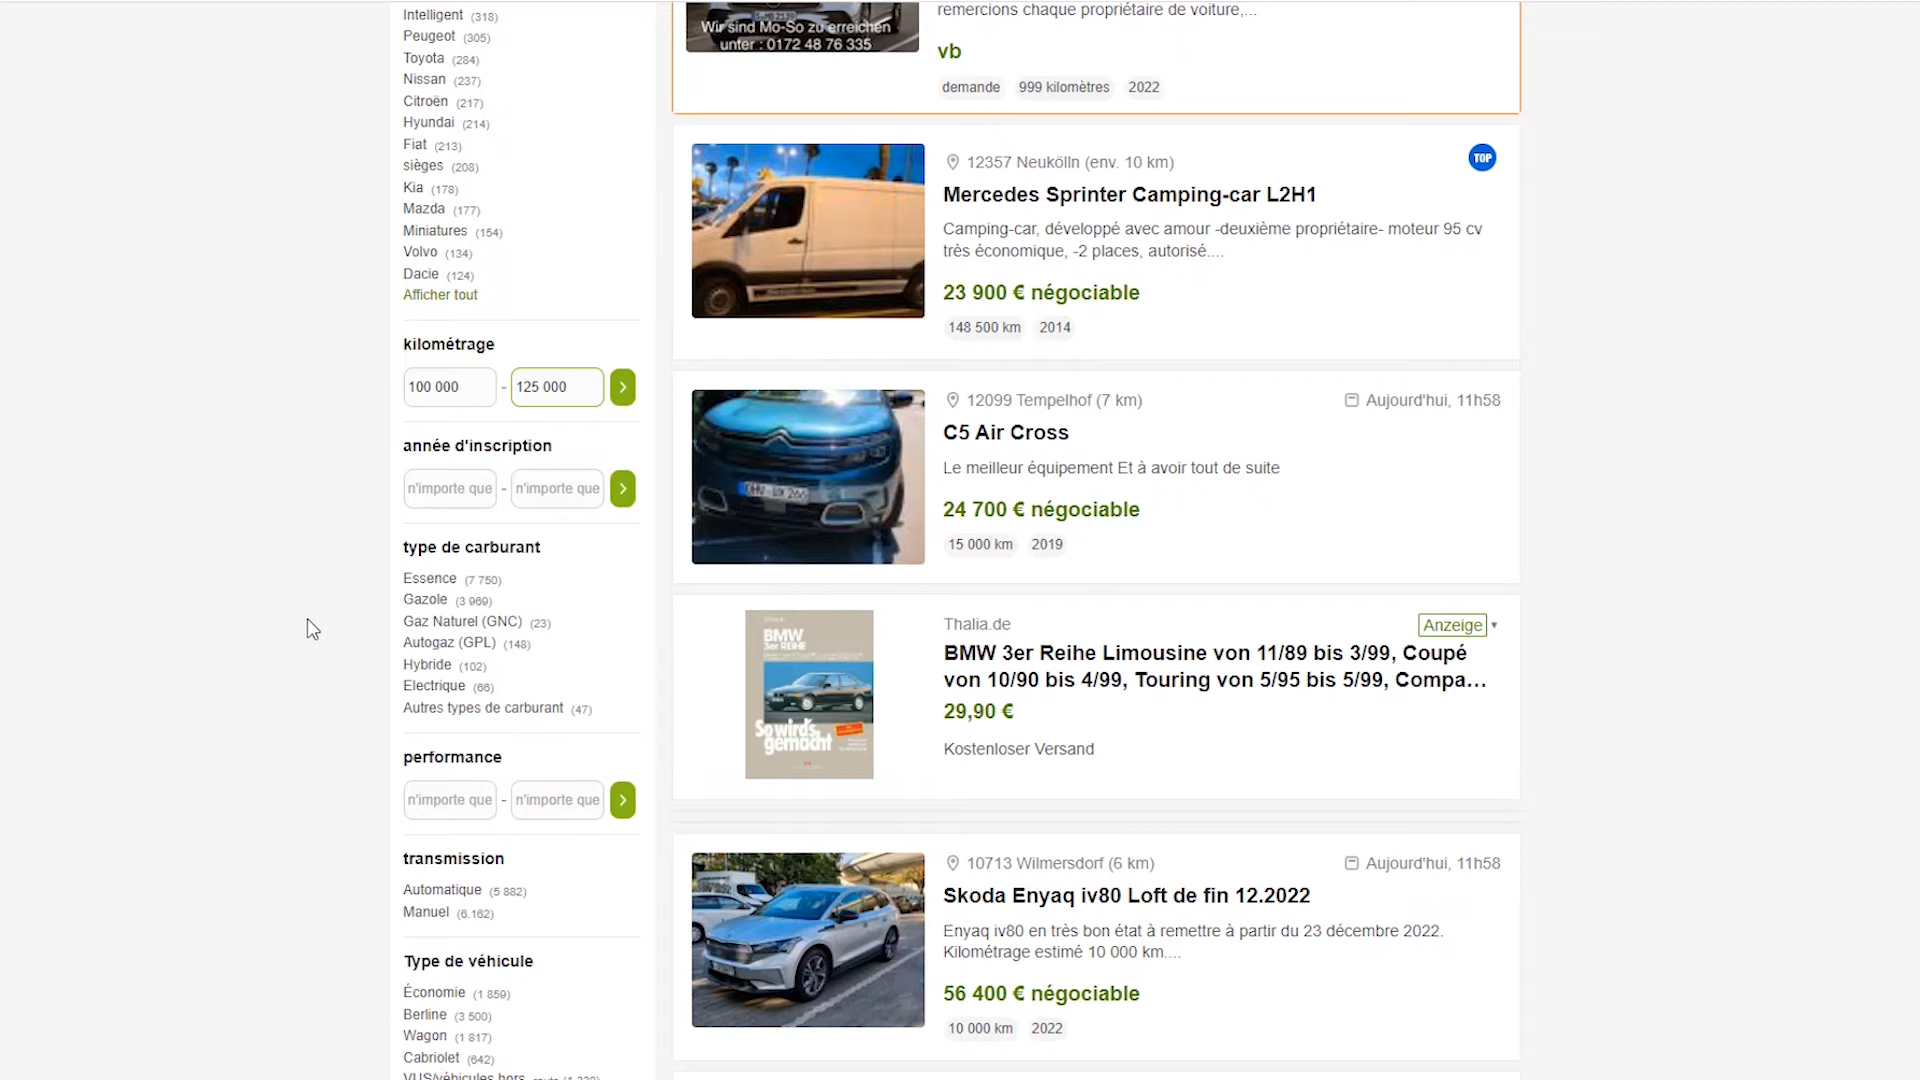 Intelligent (318)
Peugeot (305)
Toyota (284)
Nissan (237)
Citroën (217)
Hyundai (214)
Fiat (213)
sièges (208)
Kia (178)
Mazda (177)
Miniatures (154)
Volvo (134)
Dacie (124)
Afficher tout
kilométrage
100 000 - 125 000
année d'inscription
n'importe que - n'importe que
type de carburant
Essence (7 750)
Gazole (3 969)
Gaz Naturel (GNC) (23)
Autogaz (GPL) (148)
Hybride (102)
Electrique (66)
Autres types de carburant (47)
performance
n'importe que - n'importe que
transmission
Automatique (5 882)
Manuel (6.162)
Type de véhicule
Économie (1 859)
Berline (3 500)
Wagon (1 817)
Cabriolet (642)
VUS/véhicules hors
Wir sind Mo-So zu erreichen
unter : 0172 48 76 335
remercions chaque propriétaire de voiture,...
vb
demande 999 kilomètres 2022
12357 Neukölln (env. 10 km)
TOP
Mercedes Sprinter Camping-car L2H1
Camping-car, développé avec amour -deuxième propriétaire- moteur 95 cv
très économique, -2 places, autorisé....
23 900 € négociable
148 500 km 2014
12099 Tempelhof (7 km) Aujourd'hui, 11h58
C5 Air Cross
Le meilleur équipement Et à avoir tout de suite
24 700 € négociable
15 000 km 2019
BMW
3er REIHE
So wird's
gemacht
Thalia.de Anzeige
BMW 3er Reihe Limousine von 11/89 bis 3/99, Coupé
von 10/90 bis 4/99, Touring von 5/95 bis 5/99, Compa...
29,90 €
Kostenloser Versand
10713 Wilmersdorf (6 km) Aujourd'hui, 11h58
Skoda Enyaq iv80 Loft de fin 12.2022
Enyaq iv80 en très bon état à remettre à partir du 23 décembre 2022.
Kilométrage estimé 10 000 km....
56 400 € négociable
10 000 km 2022